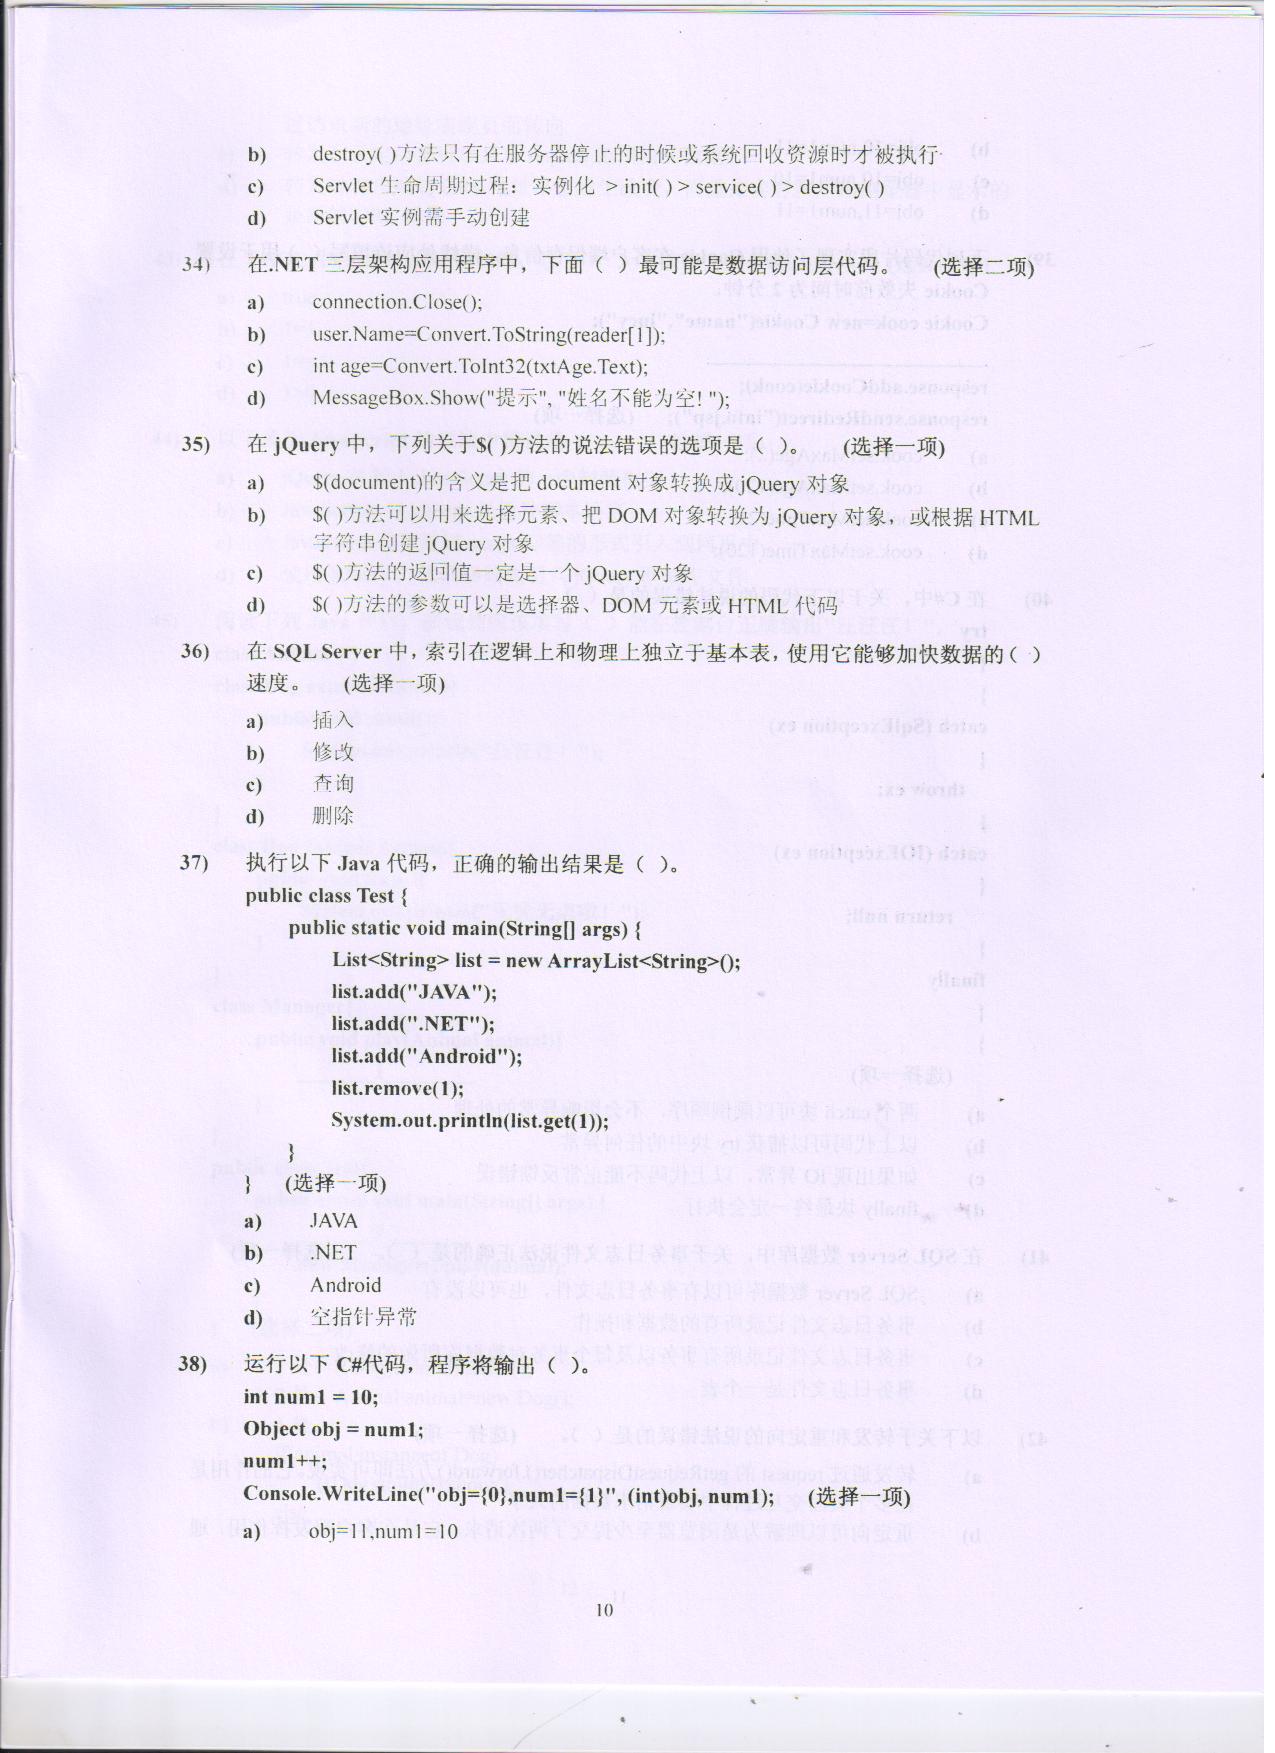 b) destroy( )方法只有在服务器停止的时候或系统回收资源时才被执行
c) Servlet 生命周期过程：实例化 > init( ) > service( ) > destroy( )
d) Servlet 实例需手动创建
34) 在.NET 三层架构应用程序中，下面（ ）最可能是数据访问层代码。 (选择二项)
a) connection.Close();
b) user.Name=Convert.ToString(reader[1]);
c) int age=Convert.ToInt32(txtAge.Text);
d) MessageBox.Show("提示", "姓名不能为空! ");
35) 在 jQuery 中，下列关于$( )方法的说法错误的选项是（ ）。 (选择一项)
a) $(document)的含义是把 document 对象转换成 jQuery 对象
b) $( )方法可以用来选择元素、把 DOM 对象转换为 jQuery 对象，或根据 HTML
字符串创建 jQuery 对象
c) $( )方法的返回值一定是一个 jQuery 对象
d) $( )方法的参数可以是选择器、DOM 元素或 HTML 代码
36) 在 SQL Server 中，索引在逻辑上和物理上独立于基本表，使用它能够加快数据的（ ）
速度。 (选择一项)
a) 插入
b) 修改
c) 查询
d) 删除
37) 执行以下 Java 代码，正确的输出结果是（ ）。
public class Test {
public static void main(String[] args) {
List<String> list = new ArrayList<String>();
list.add("JAVA");
list.add(".NET");
list.add("Android");
list.remove(1);
System.out.println(list.get(1));
}
} (选择一项)
a) JAVA
b) .NET
c) Android
d) 空指针异常
38) 运行以下 C#代码，程序将输出（ ）。
int num1 = 10;
Object obj = num1;
num1++;
Console.WriteLine("obj={0},num1={1}", (int)obj, num1); (选择一项)
a) obj=11,num1=10
10